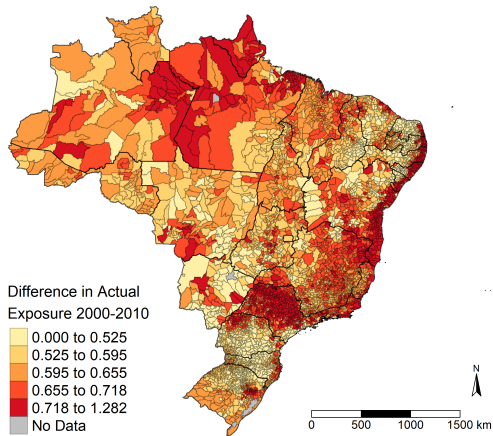 Difference in Actual
Exposure 2000-2010
0.000 to 0.525
0.525 to 0.595
0.595 to 0.655
0.655 to 0.718
0.718 to 1.282
No Data
N
0 500 1000 1500 km